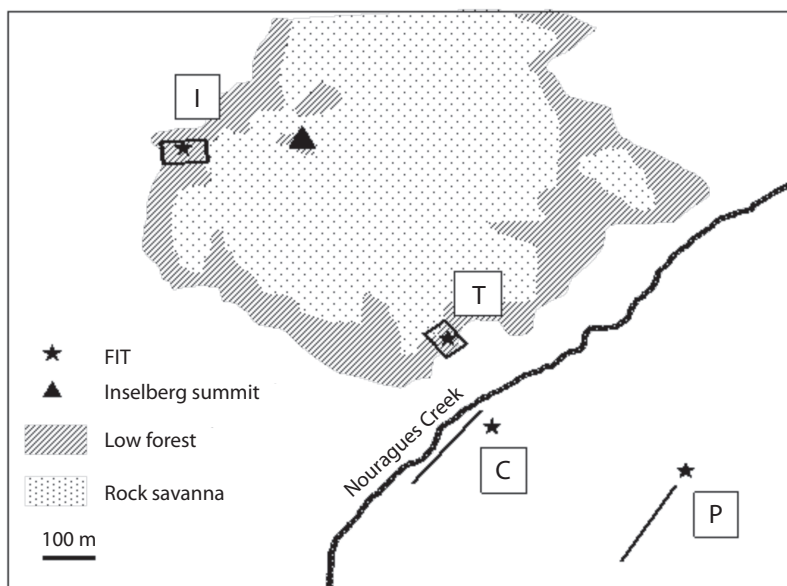 I
T
FIT
Inselberg summit
Low forest
Rock savanna
100 m
Nouragues Creek
C
P